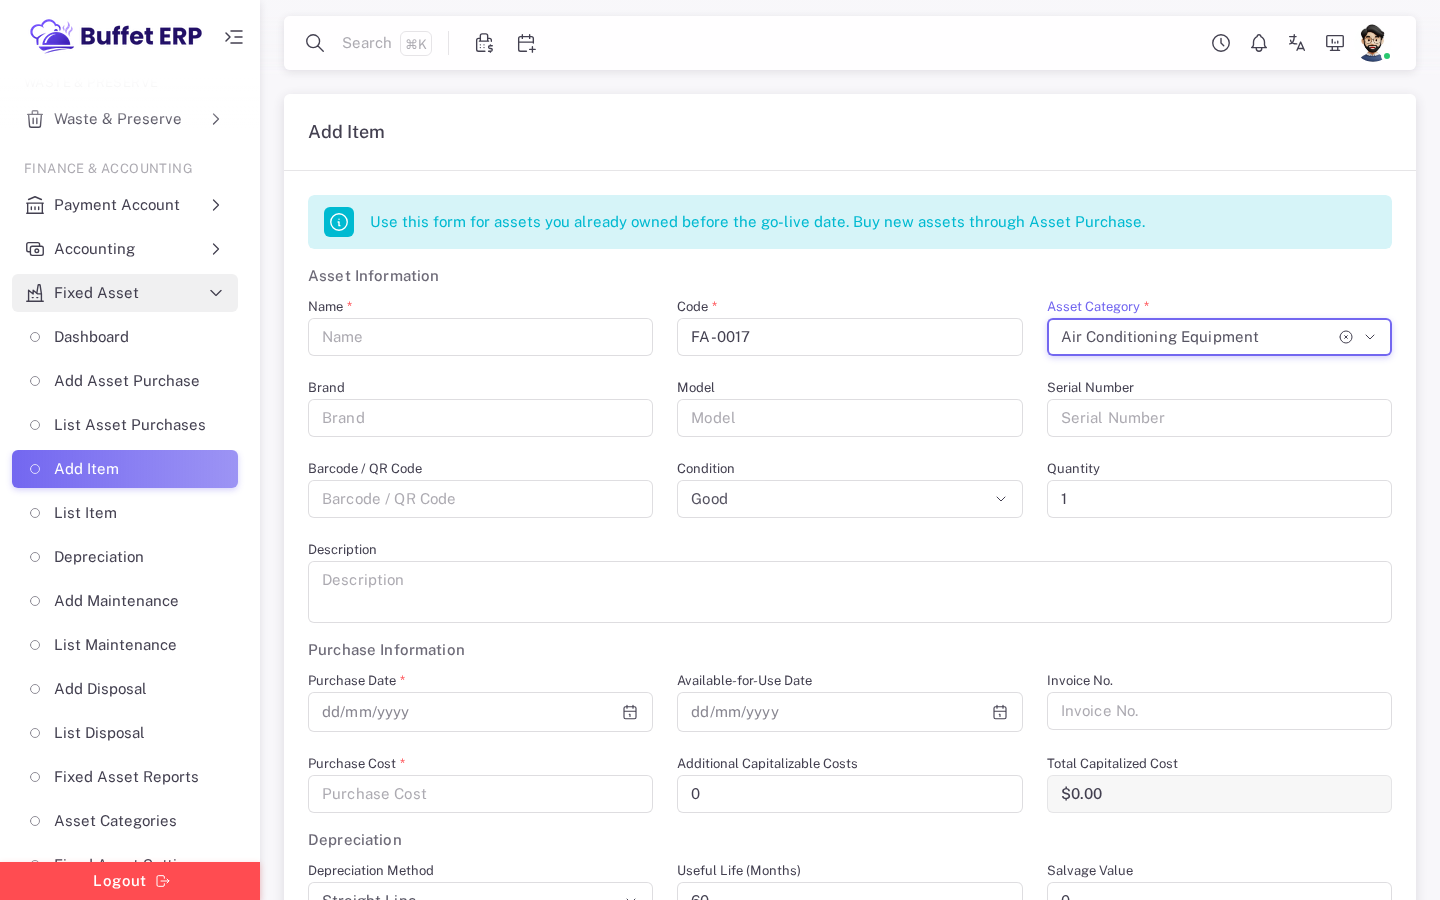 Buffet ERP
Search
⌘K
Waste & Preserve
FINANCE & ACCOUNTING
Payment Account
Accounting
Fixed Asset
Dashboard
Add Asset Purchase
List Asset Purchases
Add Item
List Item
Depreciation
Add Maintenance
List Maintenance
Add Disposal
List Disposal
Fixed Asset Reports
Asset Categories
Logout
Add Item
Use this form for assets you already owned before the go-live date. Buy new assets through Asset Purchase.
Asset Information
Name *
Code *
Asset Category *
Name
FA-0017
Air Conditioning Equipment
Brand
Model
Serial Number
Brand
Model
Serial Number
Barcode / QR Code
Condition
Quantity
Barcode / QR Code
Good
1
Description
Description
Purchase Information
Purchase Date *
Available-for-Use Date
Invoice No.
dd/mm/yyyy
dd/mm/yyyy
Invoice No.
Purchase Cost *
Additional Capitalizable Costs
Total Capitalized Cost
Purchase Cost
0
$0.00
Depreciation
Depreciation Method
Useful Life (Months)
Salvage Value
Straight Line
60
0